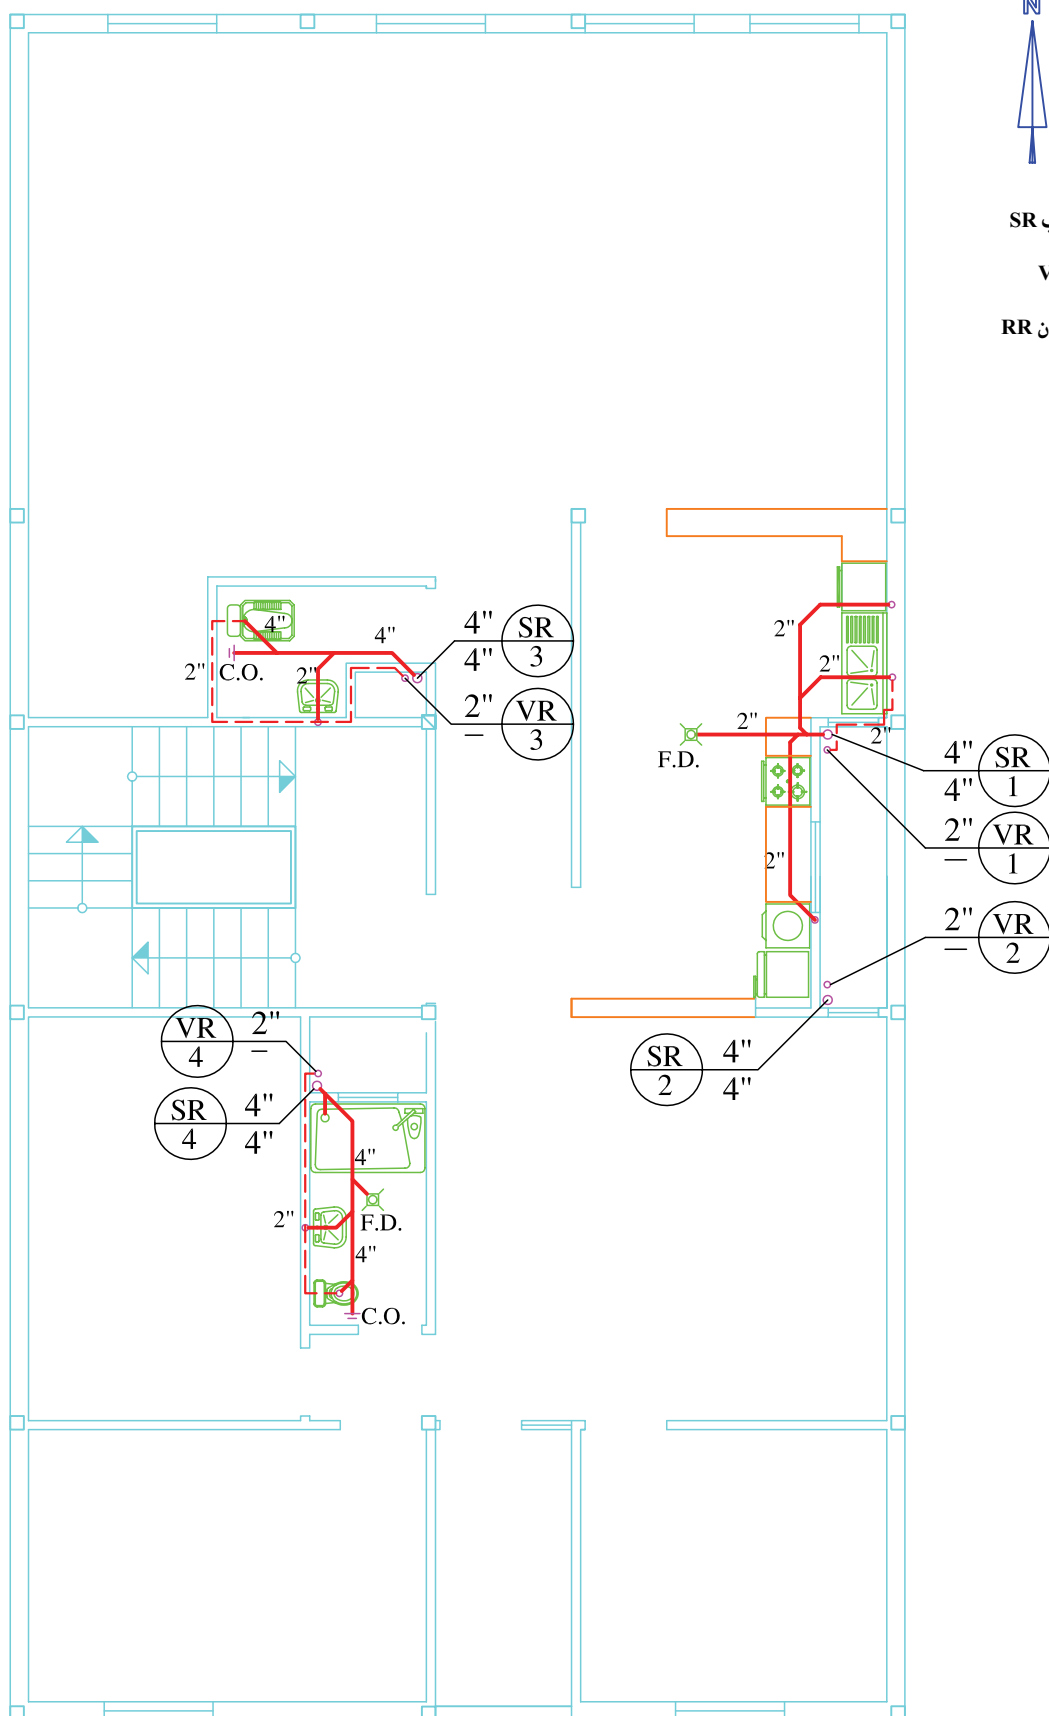 N
SR
V
RR ن
4"
4"
4"
4"
SR
3
2" C.O.
2"
2"
—
VR
3
2"
2"
2"
2"
F.D.
4"
4"
SR
1
2"
—
VR
1
2"
2"
—
VR
2
VR
4
2"
—
SR
2
4"
4"
SR
4
4"
4"
4"
2"
F.D.
4"
C.O.